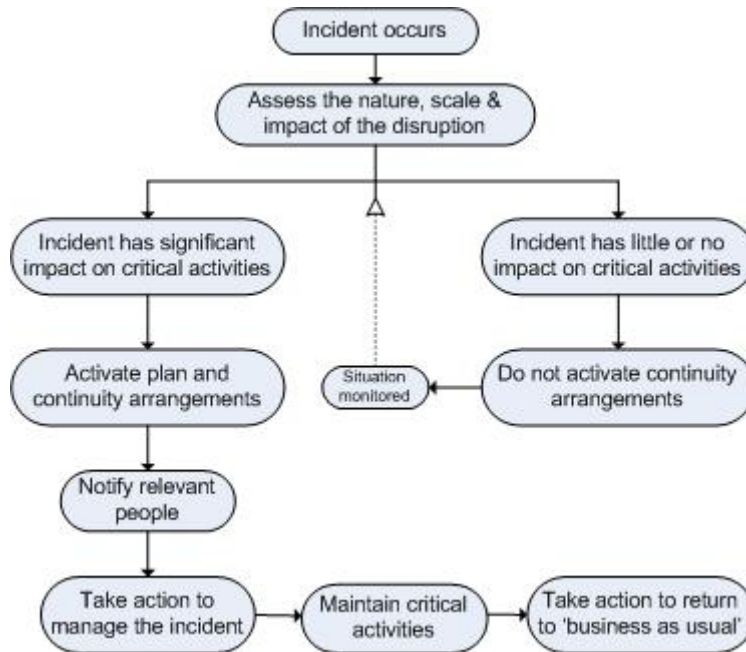 Incident occurs
Assess the nature, scale &
impact of the disruption
Incident has significant
impact on critical activities
Incident has little or no
impact on critical activities
Activate plan and
continuity arrangements
Situation
monitored
Do not activate continuity
arrangements
Notify relevant
people
Take action to
manage the incident
Maintain critical
activities
Take action to return
to ‘business as usual’